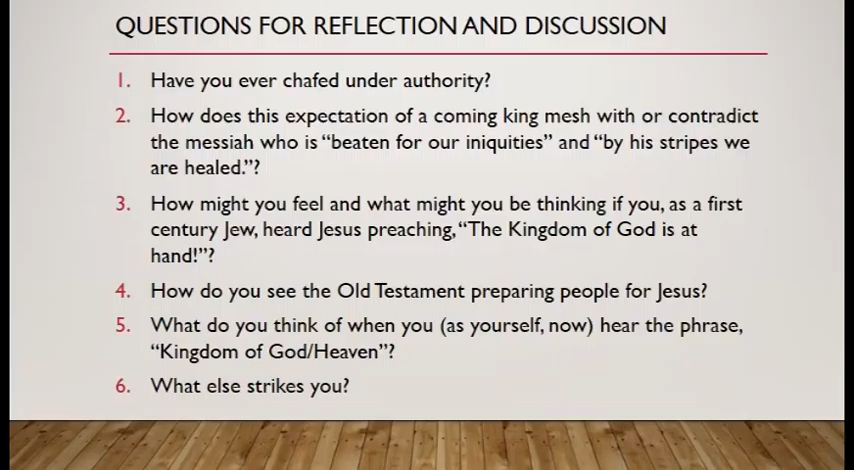 QUESTIONS FOR REFLECTION AND DISCUSSION
1. Have you ever chafed under authority?
2. How does this expectation of a coming king mesh with or contradict
the messiah who is “beaten for our iniquities” and “by his stripes we
are healed.”?
3. How might you feel and what might you be thinking if you, as a first
century Jew, heard Jesus preaching, “The Kingdom of God is at
hand!”?
4. How do you see the Old Testament preparing people for Jesus?
5. What do you think of when you (as yourself, now) hear the phrase,
“Kingdom of God/Heaven”?
6. What else strikes you?